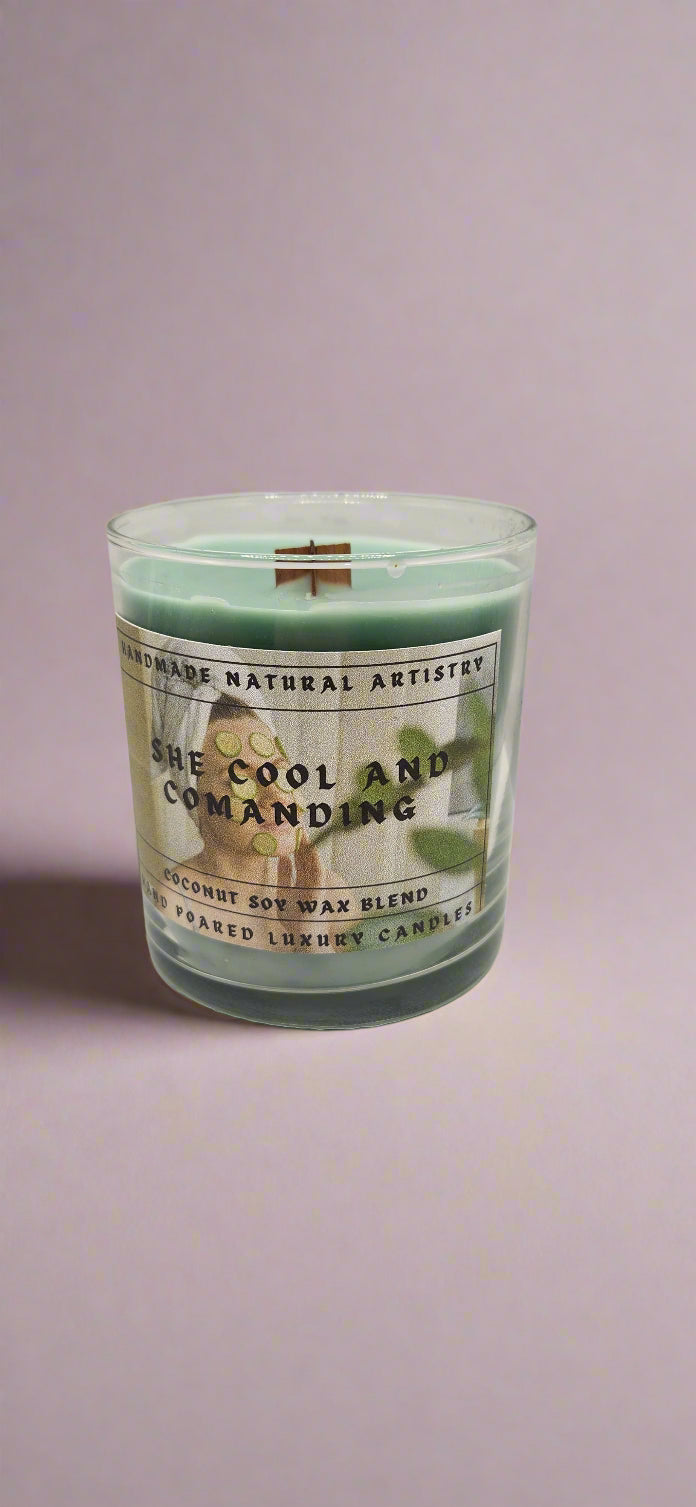 HANDMADE NATURAL ARTISTRY
SHE COOL AND
COMANDING
COCONUT SOY WAX BLEND
HAND POARED LUXURY CANDLES